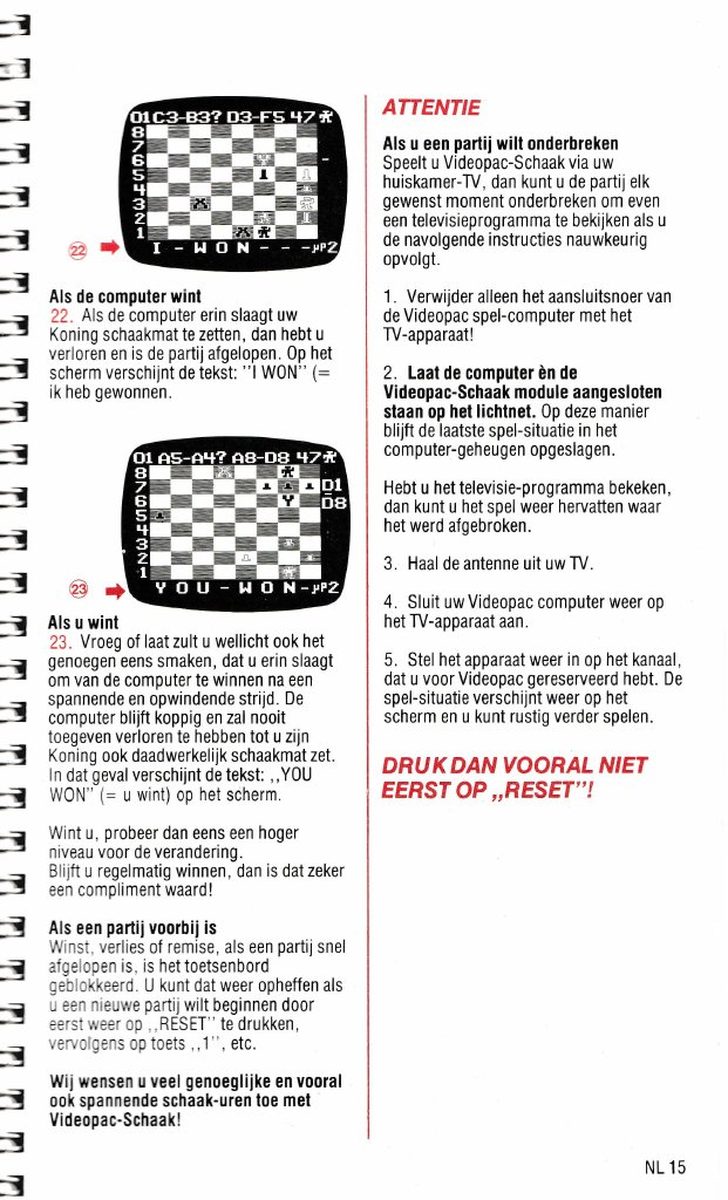 01 C3-B3? D3-F5 47
8
7
6
5
4
3
2
1
I - W O N - - - µP2
22
Als de computer wint
22. Als de computer erin slaagt uw
Koning schaakmat te zetten, dan hebt u
verloren en is de partij afgelopen. Op het
scherm verschijnt de tekst: ''I WON'' (=
ik heb gewonnen.
01 A5-A4? A8-D8 47
8
7
6
5
4
3
2
1
D1
D8
Y O U - W O N - µP2
23
Als u wint
23. Vroeg of laat zult u wellicht ook het
genoegen eens smaken, dat u erin slaagt
om van de computer te winnen na een
spannende en opwindende strijd. De
computer blijft koppig en zal nooit
toegeven verloren te hebben tot u zijn
Koning ook daadwerkelijk schaakmat zet.
In dat geval verschijnt de tekst: ,,YOU
WON'' (= u wint) op het scherm.
Wint u, probeer dan eens een hoger
niveau voor de verandering.
Blijft u regelmatig winnen, dan is dat zeker
een compliment waard!
Als een partij voorbij is
Winst, verlies of remise, als een partij snel
afgelopen is, is het toetsenbord
geblokkeerd. U kunt dat weer opheffen als
u een nieuwe partij wilt beginnen door
eerst weer op ,,RESET'' te drukken,
vervolgens op toets ,,1'', etc.
Wij wensen u veel genoeglijke en vooral
ook spannende schaak-uren toe met
Videopac-Schaak!
ATTENTIE
Als u een partij wilt onderbreken
Speelt u Videopac-Schaak via uw
huiskamer-TV, dan kunt u de partij elk
gewenst moment onderbreken om even
een televisieprogramma te bekijken als u
de navolgende instructies nauwkeurig
opvolgt.
1. Verwijder alleen het aansluitsnoer van
de Videopac spel-computer met het
TV-apparaat!
2. Laat de computer èn de
Videopac-Schaak module aangesloten
staan op het lichtnet. Op deze manier
blijft de laatste spel-situatie in het
computer-geheugen opgeslagen.
Hebt u het televisie-programma bekeken,
dan kunt u het spel weer hervatten waar
het werd afgebroken.
3. Haal de antenne uit uw TV.
4. Sluit uw Videopac computer weer op
het TV-apparaat aan.
5. Stel het apparaat weer in op het kanaal,
dat u voor Videopac gereserveerd hebt. De
spel-situatie verschijnt weer op het
scherm en u kunt rustig verder spelen.
DRUK DAN VOORAL NIET
EERST OP ,,RESET''!
NL 15